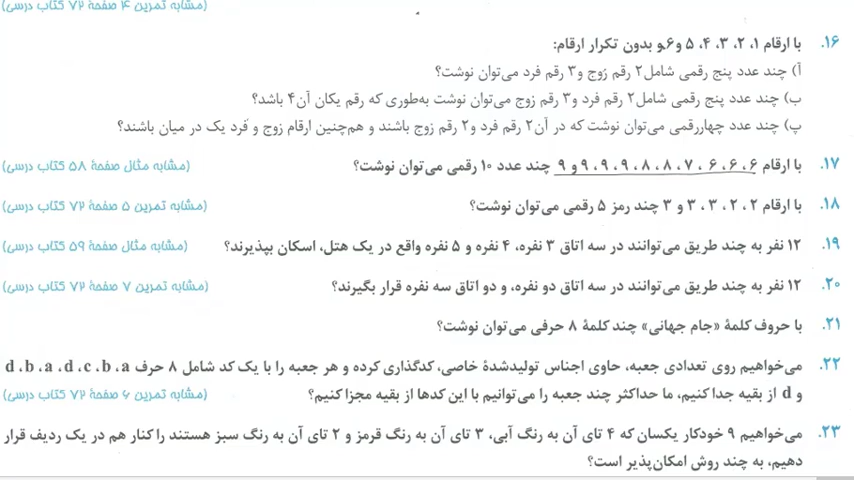 (مشابه تمرین ۴ صفحهٔ ۷۲ کتاب درسی)
۱۶. با ارقام ۱، ۲، ۳، ۴، ۵ و ۶ و بدون تکرار ارقام:
آ) چند عدد پنج رقمی شامل ۲ رقم زوج و ۳ رقم فرد می‌توان نوشت؟
ب) چند عدد پنج رقمی شامل ۲ رقم فرد و ۳ رقم زوج می‌توان نوشت به‌طوری که رقم یکان آن ۴ باشد؟
پ) چند عدد چهاررقمی می‌توان نوشت که در آن ۲ رقم فرد و ۲ رقم زوج باشند و هم‌چنین ارقام زوج و فرد یک در میان باشند؟
۱۷. با ارقام ۶، ۶، ۶، ۷، ۸، ۸، ۹، ۹، ۹ و ۹ چند عدد ۱۰ رقمی می‌توان نوشت؟ (مشابه مثال صفحهٔ ۵۸ کتاب درسی)
۱۸. با ارقام ۲، ۲، ۳، ۳ و ۳ چند رمز ۵ رقمی می‌توان نوشت؟ (مشابه تمرین ۵ صفحهٔ ۷۲ کتاب درسی)
۱۹. ۱۲ نفر به چند طریق می‌توانند در سه اتاق ۳ نفره، ۴ نفره و ۵ نفره واقع در یک هتل، اسکان بپذیرند؟ (مشابه مثال صفحهٔ ۵۹ کتاب درسی)
۲۰. ۱۲ نفر به چند طریق می‌توانند در سه اتاق دو نفره، و دو اتاق سه نفره قرار بگیرند؟ (مشابه تمرین ۷ صفحهٔ ۷۲ کتاب درسی)
۲۱. با حروف کلمهٔ «جام جهانی» چند کلمهٔ ۸ حرفی می‌توان نوشت؟
۲۲. می‌خواهیم روی تعدادی جعبه، حاوی اجناس تولیدشدهٔ خاصی، کدگذاری کرده و هر جعبه را با یک کد شامل ۸ حرف d ،b ،a ،d ،c ،b ،a
و d از بقیه جدا کنیم، ما حداکثر چند جعبه را می‌توانیم با این کدها از بقیه مجزا کنیم؟ (مشابه تمرین ۶ صفحهٔ ۷۲ کتاب درسی)
۲۳. می‌خواهیم ۹ خودکار یکسان که ۴ تای آن به رنگ آبی، ۳ تای آن به رنگ قرمز و ۲ تای آن به رنگ سبز هستند را کنار هم در یک ردیف قرار
دهیم، به چند روش امکان‌پذیر است؟